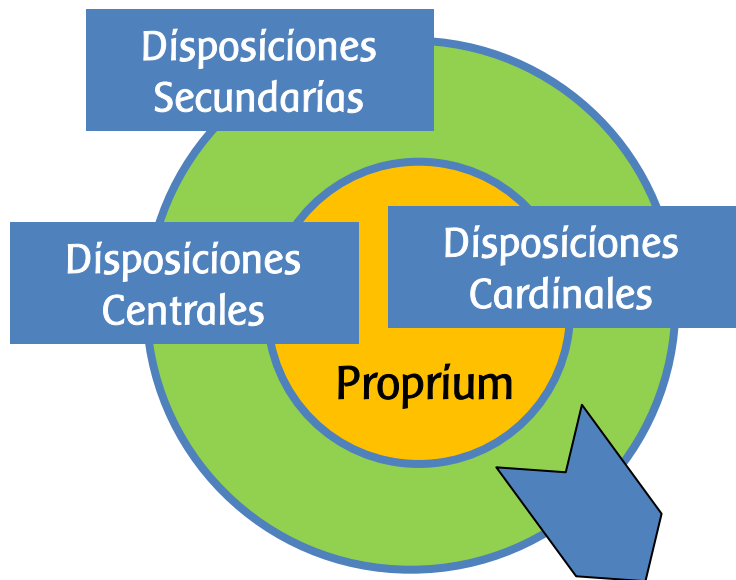 Disposiciones
Secundarias
Disposiciones
Centrales
Disposiciones
Cardinales
Proprium